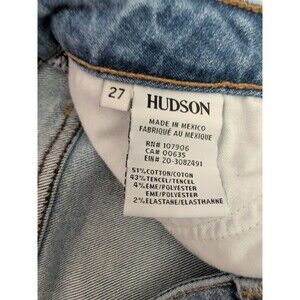 27
HUDSON
MADE IN MEXICO
FABRIQUÉ AU MEXIQUE
RN# 107906
CA# 00635
EIN# 20-3082491
51% COTTON/COTON
43% TENCEL/TENCEL
4% EME/POLYESTER
EME/POLYESTER
2% ELASTANE/ELASTHANNE